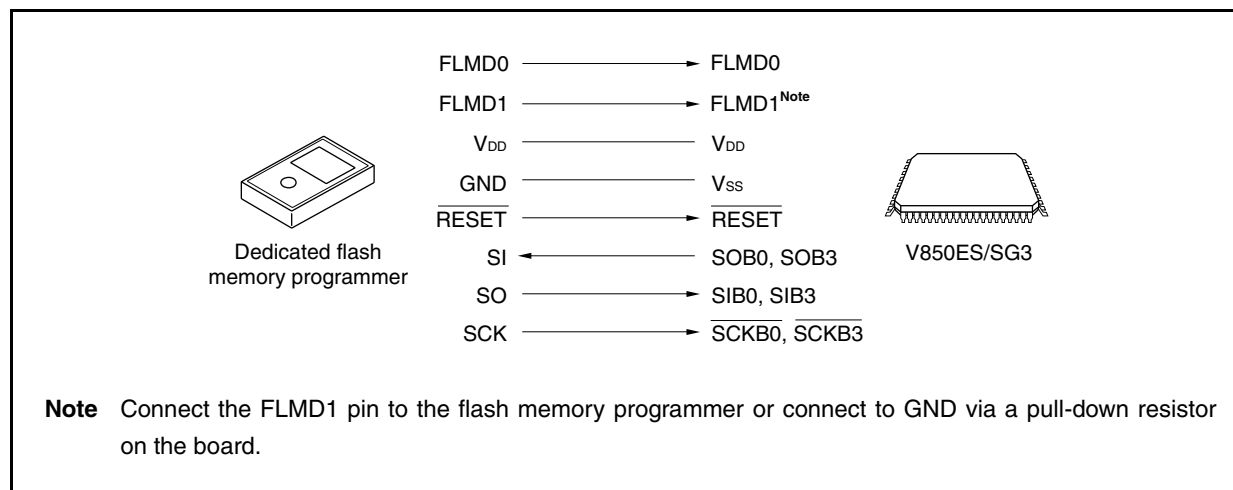 FLMD0 FLMD0
FLMD1 FLMD1Note
VDD VDD
GND VSS
RESET RESET
SI SOB0, SOB3
SO SIB0, SIB3
SCK SCKB0, SCKB3
Dedicated flash
memory programmer
V850ES/SG3
Note Connect the FLMD1 pin to the flash memory programmer or connect to GND via a pull-down resistor
on the board.